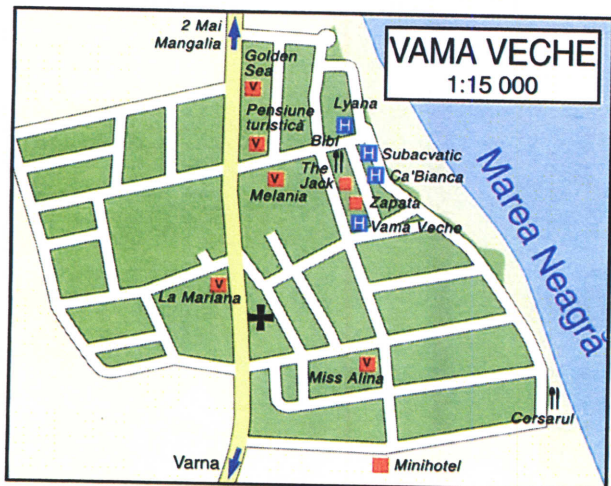 VAMA VECHE
1:15 000
2 Mai
Mangalia
Golden
Sea
V
Pensiune
turistică
V
Lyana
H
Bibi
Subacvatic
H
Ca'Bianca
H
The
Jack
Melania
V
Zapata
Vama Veche
H
Marea Neagră
La Mariana
V
Miss Alina
V
Corsarul
Varna
Minihotel